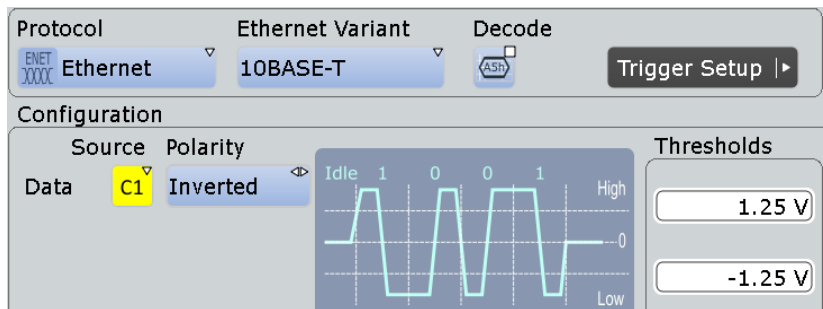 Protocol Ethernet Variant Decode
ENET XXXX Ethernet 10BASE-T A5h Trigger Setup
Configuration
Source Polarity Thresholds
Data C1 Inverted
Idle 1 0 0 1
High
1.25 V
0
-1.25 V
Low